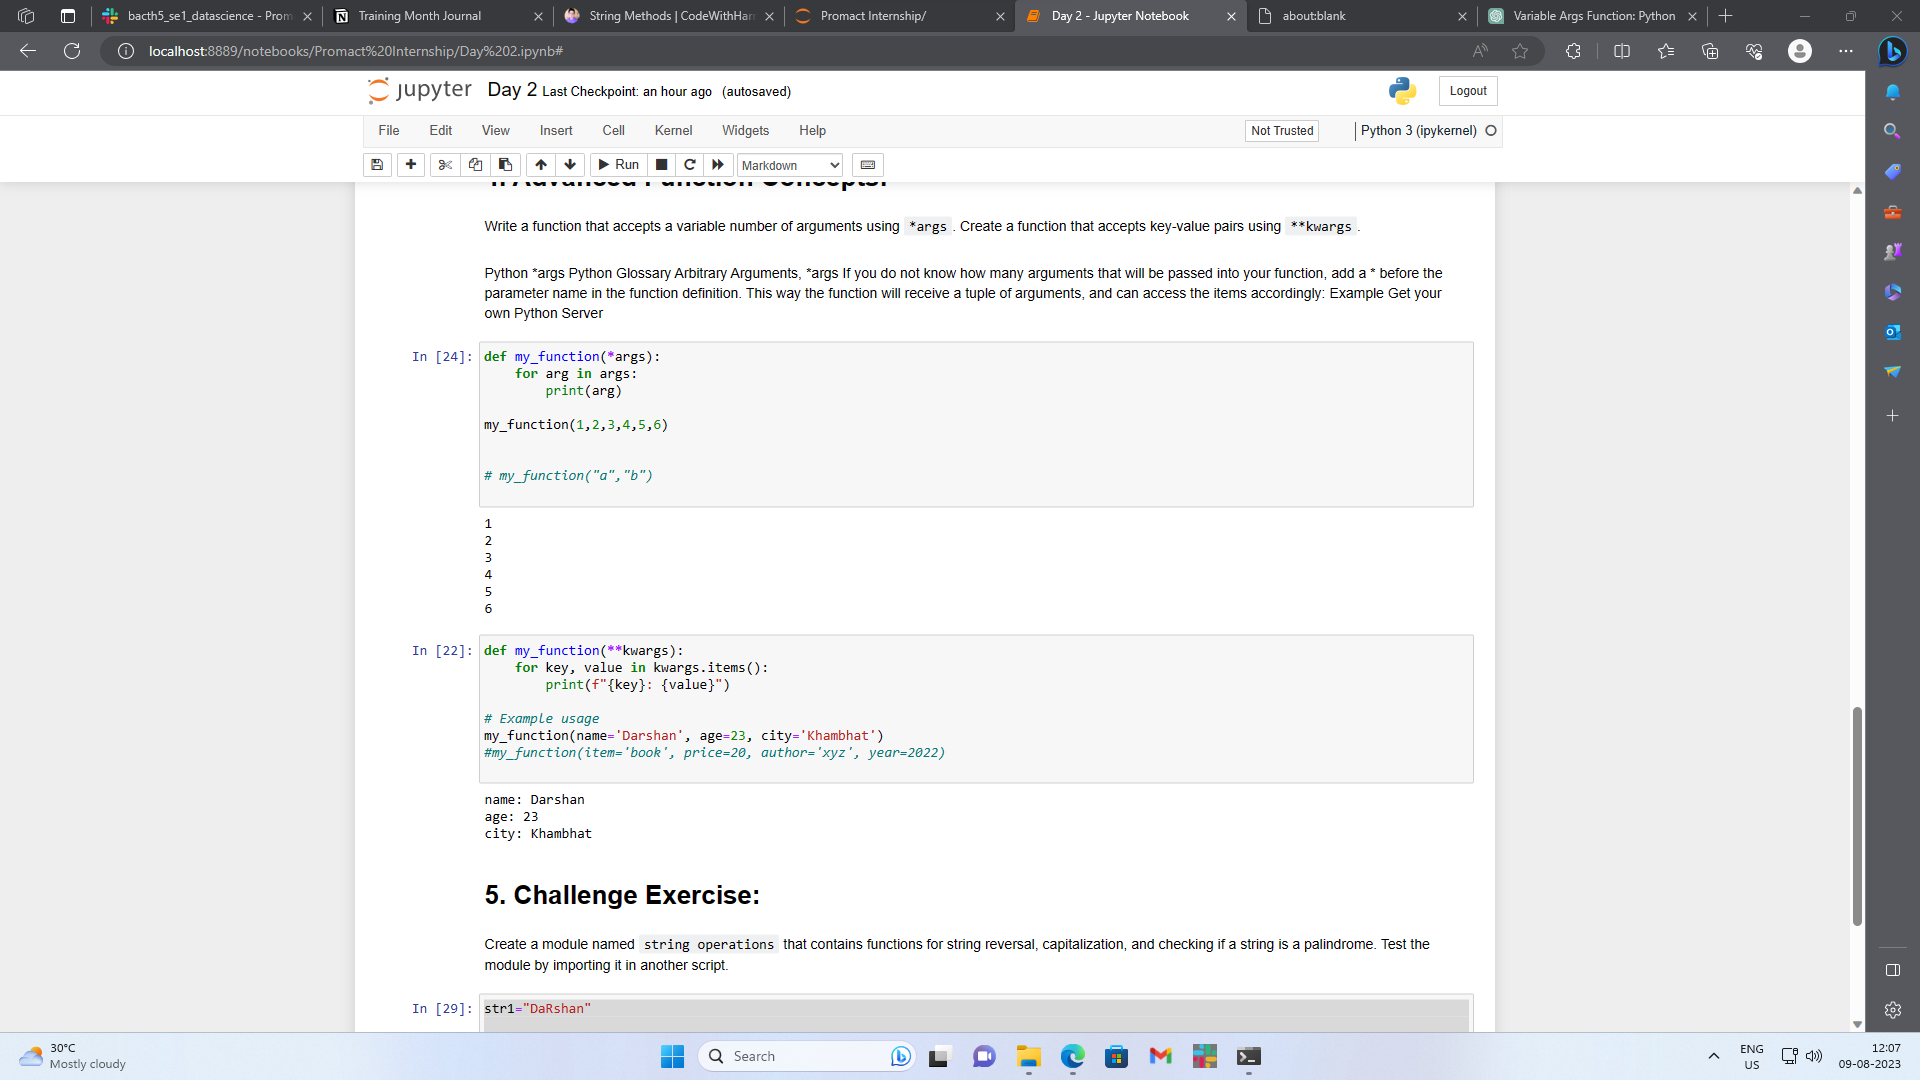 bacth5_se1_datascience - Prom
Training Month Journal
String Methods | CodeWithHarr
Promact Internship/
Day 2 - Jupyter Notebook
about:blank
Variable Args Function: Python
localhost:8889/notebooks/Promact%20Internship/Day%202.ipynb#
jupyter Day 2 Last Checkpoint: an hour ago (autosaved)
Logout
File Edit View Insert Cell Kernel Widgets Help
Not Trusted
Python 3 (ipykernel)
Run
Markdown
4. Advanced Function Concepts:
Write a function that accepts a variable number of arguments using *args . Create a function that accepts key-value pairs using **kwargs .
Python *args Python Glossary Arbitrary Arguments, *args If you do not know how many arguments that will be passed into your function, add a * before the
parameter name in the function definition. This way the function will receive a tuple of arguments, and can access the items accordingly: Example Get your
own Python Server
In [24]: def my_function(*args):
for arg in args:
print(arg)
my_function(1,2,3,4,5,6)
# my_function("a","b")
1
2
3
4
5
6
In [22]: def my_function(**kwargs):
for key, value in kwargs.items():
print(f"{key}: {value}")
# Example usage
my_function(name='Darshan', age=23, city='Khambhat')
#my_function(item='book', price=20, author='xyz', year=2022)
name: Darshan
age: 23
city: Khambhat
5. Challenge Exercise:
Create a module named string operations that contains functions for string reversal, capitalization, and checking if a string is a palindrome. Test the
module by importing it in another script.
In [29]: str1="DaRshan"
30°C
Mostly cloudy
Search
ENG
US
12:07
09-08-2023